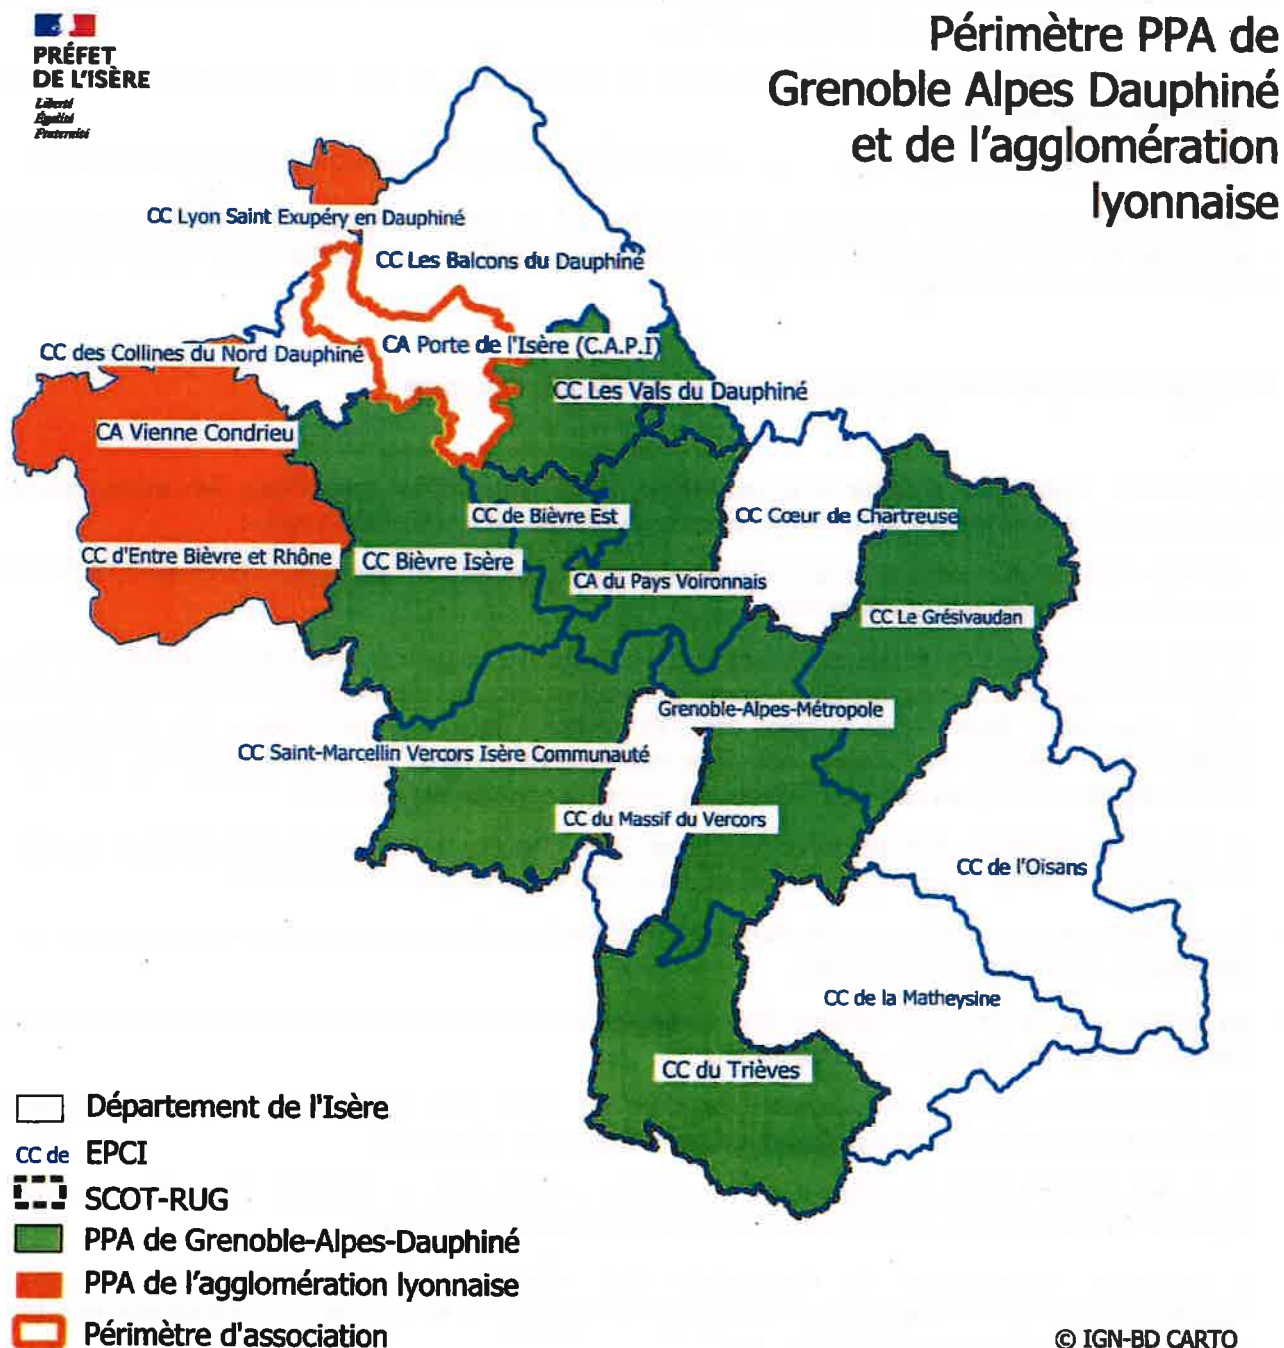 PRÉFET
DE L'ISÈRE
Liberté
Égalité
Fraternité
Périmètre PPA de
Grenoble Alpes Dauphiné
et de l'agglomération
lyonnaise
CC Lyon Saint Exupéry en Dauphiné
CC Les Balcons du Dauphiné
CA Porte de l'Isère (C.A.P.I)
CC des Collines du Nord Dauphiné
CC Les Vals du Dauphiné
CA Vienne Condrieu
CC de Bièvre Est
CC Cœur de Chartreuse
CC d'Entre Bièvre et Rhône
CC Bièvre Isère
CA du Pays Voironnais
CC Le Grésivaudan
Grenoble-Alpes-Métropole
CC Saint-Marcellin Vercors Isère Communauté
CC du Massif du Vercors
CC de l'Oisans
CC de la Matheysine
CC du Trièves
Département de l'Isère
CC de EPCI
SCOT-RUG
PPA de Grenoble-Alpes-Dauphiné
PPA de l'agglomération lyonnaise
Périmètre d'association
© IGN-BD CARTO